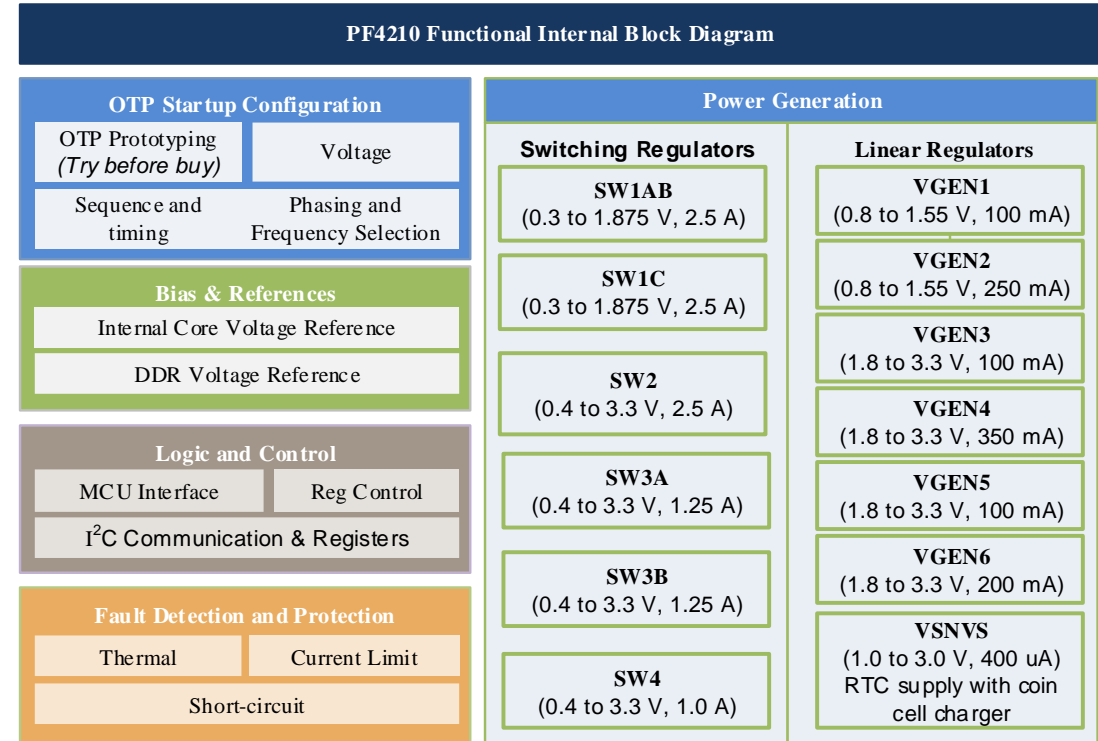 PF4210 Functional Internal Block Diagram
OTP Startup Configuration
OTP Prototyping
(Try before buy)
Voltage
Sequence and
timing
Phasing and
Frequency Selection
Bias & References
Internal Core Voltage Reference
DDR Voltage Reference
Logic and Control
MCU Interface
Reg Control
I²C Communication & Registers
Fault Detection and Protection
Thermal
Current Limit
Short-circuit
Power Generation
Switching Regulators
SW1AB
(0.3 to 1.875 V, 2.5 A)
SW1C
(0.3 to 1.875 V, 2.5 A)
SW2
(0.4 to 3.3 V, 2.5 A)
SW3A
(0.4 to 3.3 V, 1.25 A)
SW3B
(0.4 to 3.3 V, 1.25 A)
SW4
(0.4 to 3.3 V, 1.0 A)
Linear Regulators
VGEN1
(0.8 to 1.55 V, 100 mA)
VGEN2
(0.8 to 1.55 V, 250 mA)
VGEN3
(1.8 to 3.3 V, 100 mA)
VGEN4
(1.8 to 3.3 V, 350 mA)
VGEN5
(1.8 to 3.3 V, 100 mA)
VGEN6
(1.8 to 3.3 V, 200 mA)
VSNVS
(1.0 to 3.0 V, 400 uA)
RTC supply with coin
cell charger